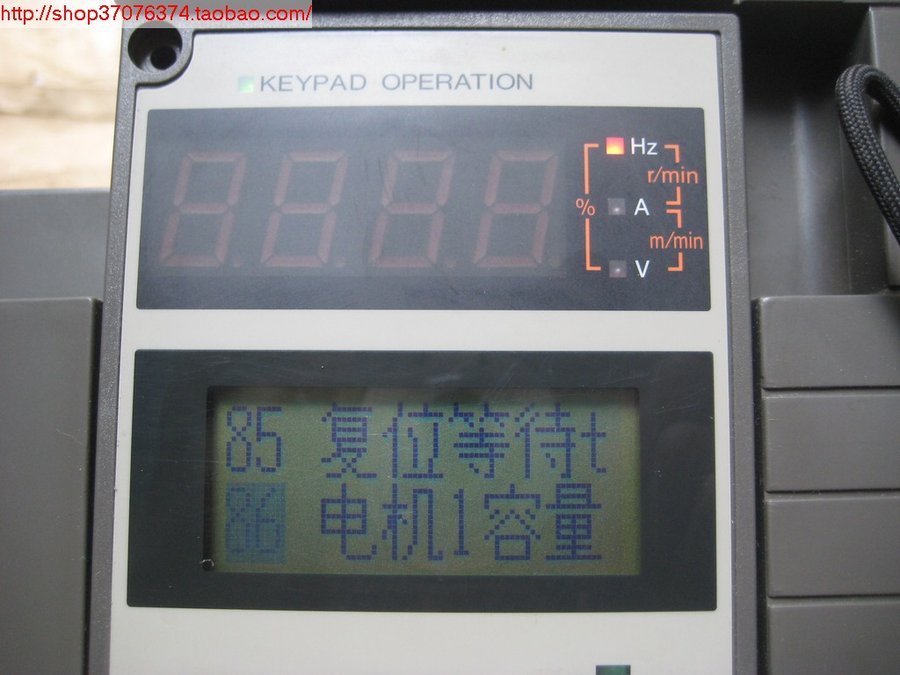 http://shop37076374.taobao.com/
KEYPAD OPERATION
Hz
r/min
% A
m/min
V
85 复位等待t
86 电机1容量